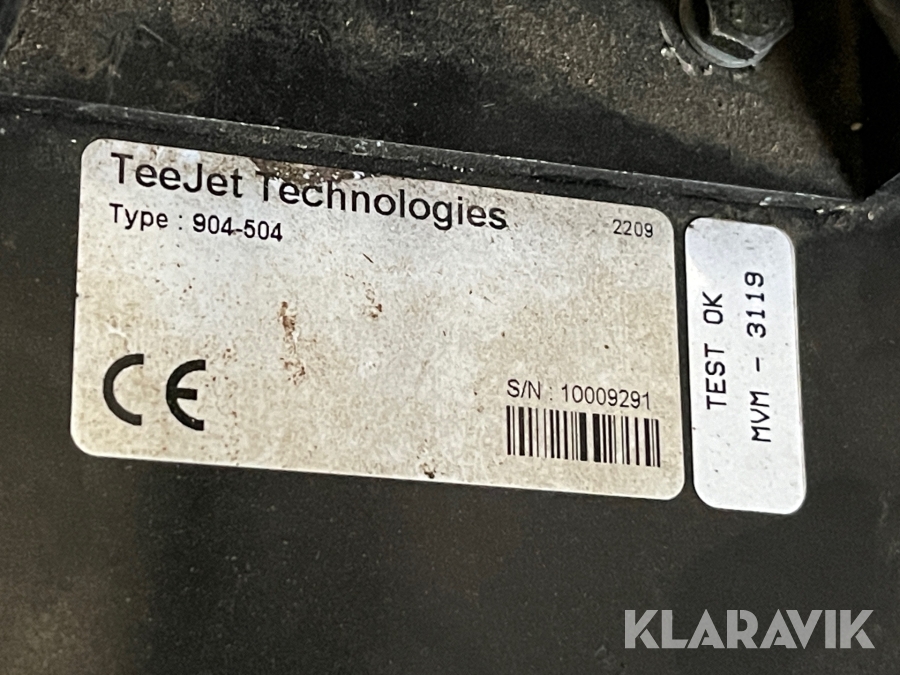 TeeJet Technologies
Type : 904-504
2209
CE
S/N : 10009291
TEST OK
MVM - 3119
KLARAVIK